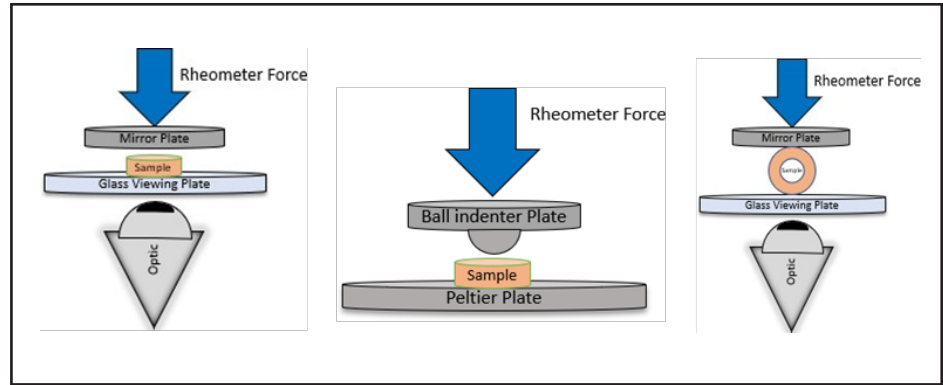 Rheometer Force
Mirror Plate
Sample
Glass Viewing Plate
Optic
Rheometer Force
Ball indenter Plate
Sample
Peltier Plate
Rheometer Force
Mirror Plate
Sample
Glass Viewing Plate
Optic